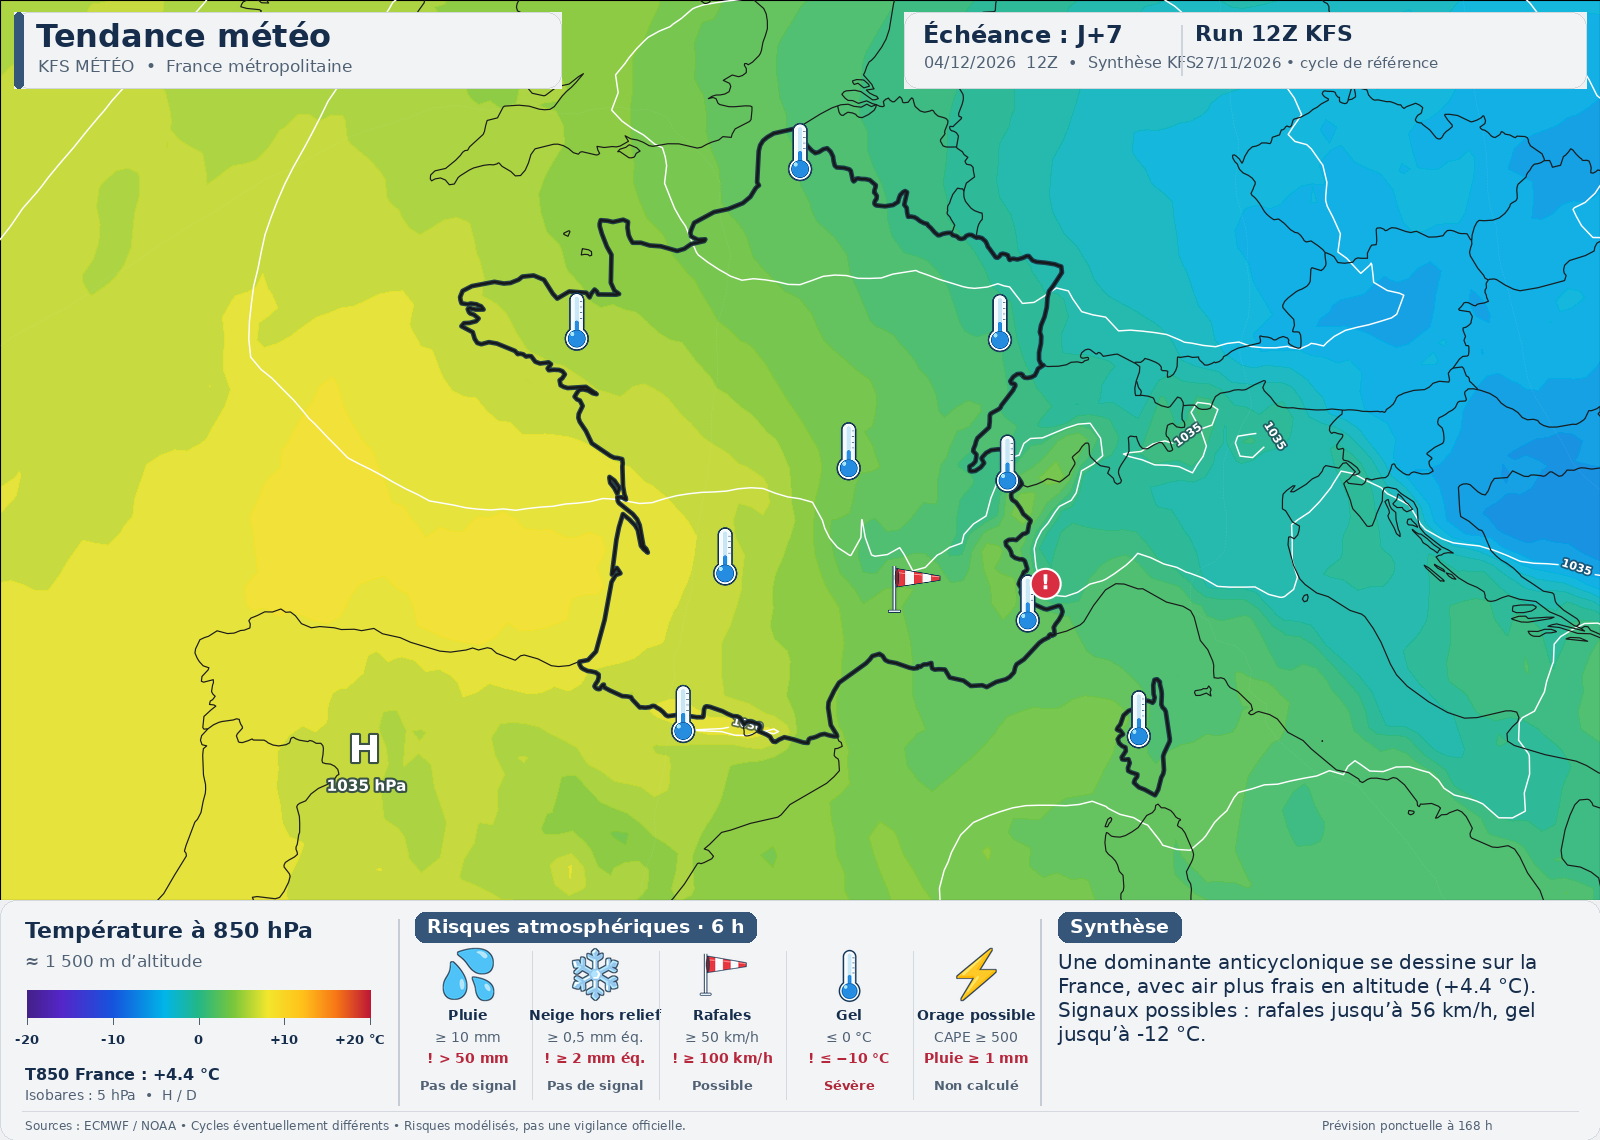 Tendance météo
KFS MÉTÉO • France métropolitaine
Échéance : J+7
04/12/2026 12Z • Synthèse KFS
Run 12Z KFS
27/11/2026 • cycle de référence
!
1035
1035
1035
H
1035 hPa
Température à 850 hPa
≈ 1 500 m d’altitude
-20 -10 0 +10 +20 °C
T850 France : +4.4 °C
Isobares : 5 hPa • H / D
Risques atmosphériques · 6 h
Pluie
≥ 10 mm
! > 50 mm
Pas de signal
Neige hors relief
≥ 0,5 mm éq.
! ≥ 2 mm éq.
Pas de signal
Rafales
≥ 50 km/h
! ≥ 100 km/h
Possible
Gel
≤ 0 °C
! ≤ −10 °C
Sévère
Orage possible
CAPE ≥ 500
Pluie ≥ 1 mm
Non calculé
Synthèse
Une dominante anticyclonique se dessine sur la
France, avec air plus frais en altitude (+4.4 °C).
Signaux possibles : rafales jusqu’à 56 km/h, gel
jusqu’à -12 °C.
Sources : ECMWF / NOAA • Cycles éventuellement différents • Risques modélisés, pas une vigilance officielle.
Prévision ponctuelle à 168 h